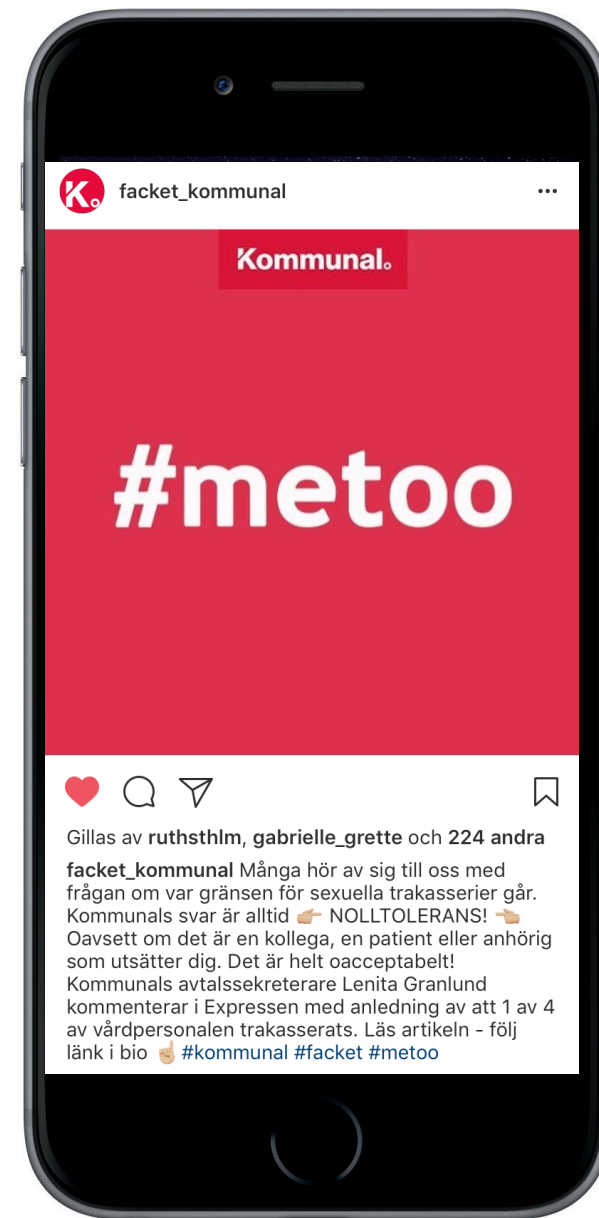 K.
facket_kommunal
Kommunal.
#metoo
Gillas av ruthsthlm, gabrielle_grette och 224 andra
facket_kommunal Många hör av sig till oss med
frågan om var gränsen för sexuella trakasserier går.
Kommunals svar är alltid 👉🏼 NOLLTOLERANS! 👈🏼
Oavsett om det är en kollega, en patient eller anhörig
som utsätter dig. Det är helt oacceptabelt!
Kommunals avtalssekreterare Lenita Granlund
kommenterar i Expressen med anledning av att 1 av 4
av vårdpersonalen trakasserats. Läs artikeln - följ
länk i bio ☝🏼 #kommunal #facket #metoo